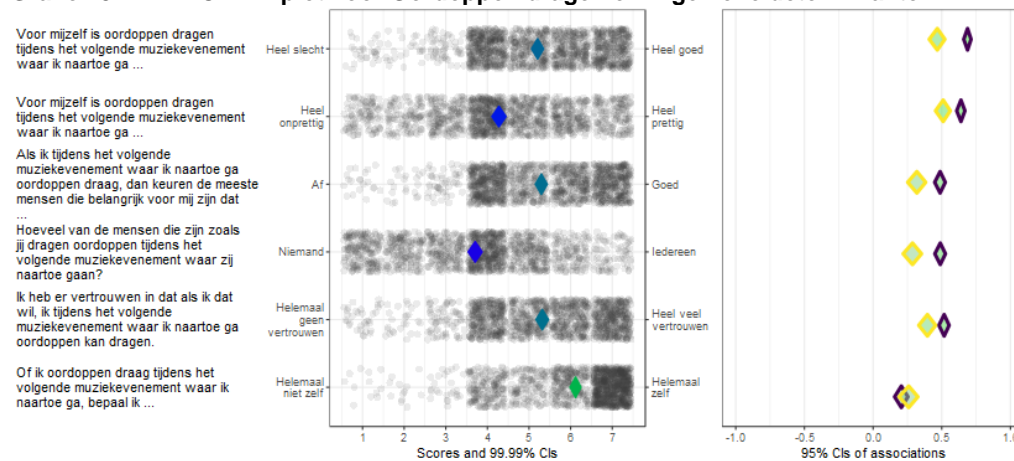 Voor mijzelf is oordoppen dragen
tijdens het volgende muziekevenement
waar ik naartoe ga ...
Heel slecht
Heel goed
Voor mijzelf is oordoppen dragen
tijdens het volgende muziekevenement
waar ik naartoe ga ...
Heel
onprettig
Heel
prettig
Als ik tijdens het volgende
muziekevenement waar ik naartoe ga
oordoppen draag, dan keuren de meeste
mensen die belangrijk voor mij zijn dat
...
Af
Goed
Hoeveel van de mensen die zijn zoals
jij dragen oordoppen tijdens het
volgende muziekevenement waar zij
naartoe gaan?
Niemand
Iedereen
Ik heb er vertrouwen in dat als ik dat
wil, ik tijdens het volgende
muziekevenement waar ik naartoe ga
oordoppen kan dragen.
Helemaal
geen
vertrouwen
Heel veel
vertrouwen
Of ik oordoppen draag tijdens het
volgende muziekevenement waar ik
naartoe ga, bepaal ik ...
Helemaal
niet zelf
Helemaal
zelf
1 2 3 4 5 6 7
Scores and 99.99% CIs
-1.0 -0.5 0.0 0.5 1.0
95% CIs of associations